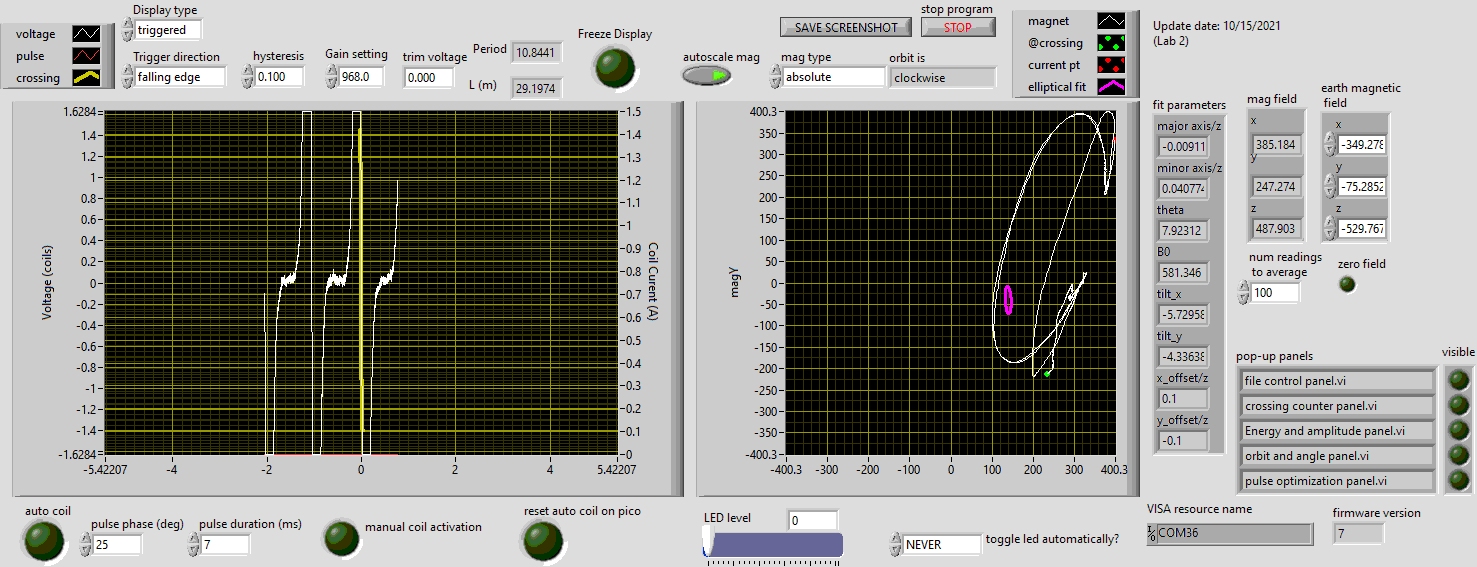 voltage
pulse
crossing
Display type
triggered
Trigger direction
falling edge
hysteresis
0.100
Gain setting
968.0
trim voltage
0.000
Period
10.8441
L (m)
29.1974
Freeze Display
SAVE SCREENSHOT
stop program
STOP
autoscale mag
mag type
absolute
orbit is
clockwise
magnet
@crossing
current pt
elliptical fit
Update date: 10/15/2021
(Lab 2)
Voltage (coils)
1.6284
1.4
1.2
1
0.8
0.6
0.4
0.2
0
-0.2
-0.4
-0.6
-0.8
-1
-1.2
-1.4
-1.6284
-5.42207
-4
-2
0
2
4
5.42207
1.5
1.4
1.3
1.2
1.1
1
0.9
0.8
0.7
0.6
0.5
0.4
0.3
0.2
0.1
0
Coil Curent (A)
magy
400.3
350
300
250
200
150
100
50
0
-50
-100
-150
-200
-250
-300
-350
-400.3
-400.3
-300
-200
-100
0
100
200
300
400.3
fit parameters
major axis/z
-0.00911
minor axis/z
0.040774
theta
7.92312
B0
581.346
tilt_x
-5.72958
tilt_y
-4.33638
x_offset/z
0.1
y_offset/z
-0.1
mag field
x
385.184
y
247.274
z
487.903
earth magnetic
field
x
-349.278
y
-75.2852
z
-529.767
num readings
to average
100
zero field
pop-up panels
visible
file control panel.vi
crossing counter panel.vi
Energy and amplitude panel.vi
orbit and angle panel.vi
pulse optimization panel.vi
auto coil
pulse phase (deg)
25
pulse duration (ms)
7
manual coil activation
reset auto coil on pico
LED level
0
NEVER
toggle led automatically?
VISA resource name
COM36
firmware version
7